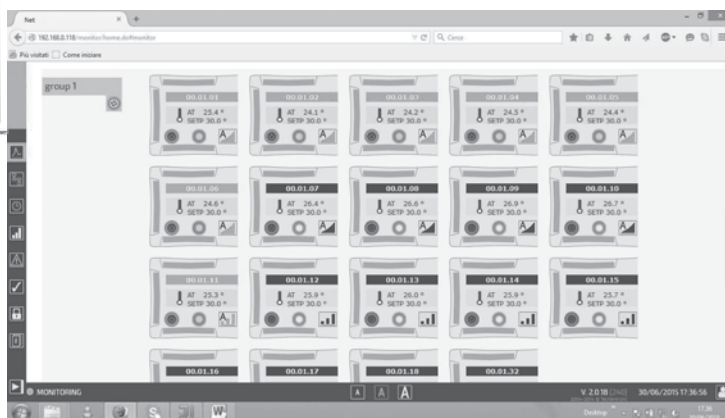 Net
192.168.0.118/monitor/home.do#monitor
Cerca
Più visitati Come iniziare
group 1
00.01.01 00.01.02 00.01.03 00.01.04 00.01.05
AT 25.4 ° AT 24.1 ° AT 24.2 ° AT 24.5 ° AT 24.4 °
SETP 30.0 ° SETP 30.0 ° SETP 30.0 ° SETP 30.0 ° SETP 30.0 °
A A A A A
00.01.06 00.01.07 00.01.08 00.01.09 00.01.10
AT 24.6 ° AT 26.4 ° AT 26.6 ° AT 26.9 ° AT 26.7 °
SETP 30.0 ° SETP 30.0 ° SETP 30.0 ° SETP 30.0 ° SETP 30.0 °
A A A A A
00.01.11 00.01.12 00.01.13 00.01.14 00.01.15
AT 25.3 ° AT 25.9 ° AT 26.0 ° AT 25.9 ° AT 25.7 °
SETP 30.0 ° SETP 30.0 ° SETP 30.0 ° SETP 30.0 ° SETP 30.0 °
A
00.01.16 00.01.17 00.01.18 00.01.32
MONITORING A A A V 2.0.18 30/06/2015 17:36:56
Desktop 17.36